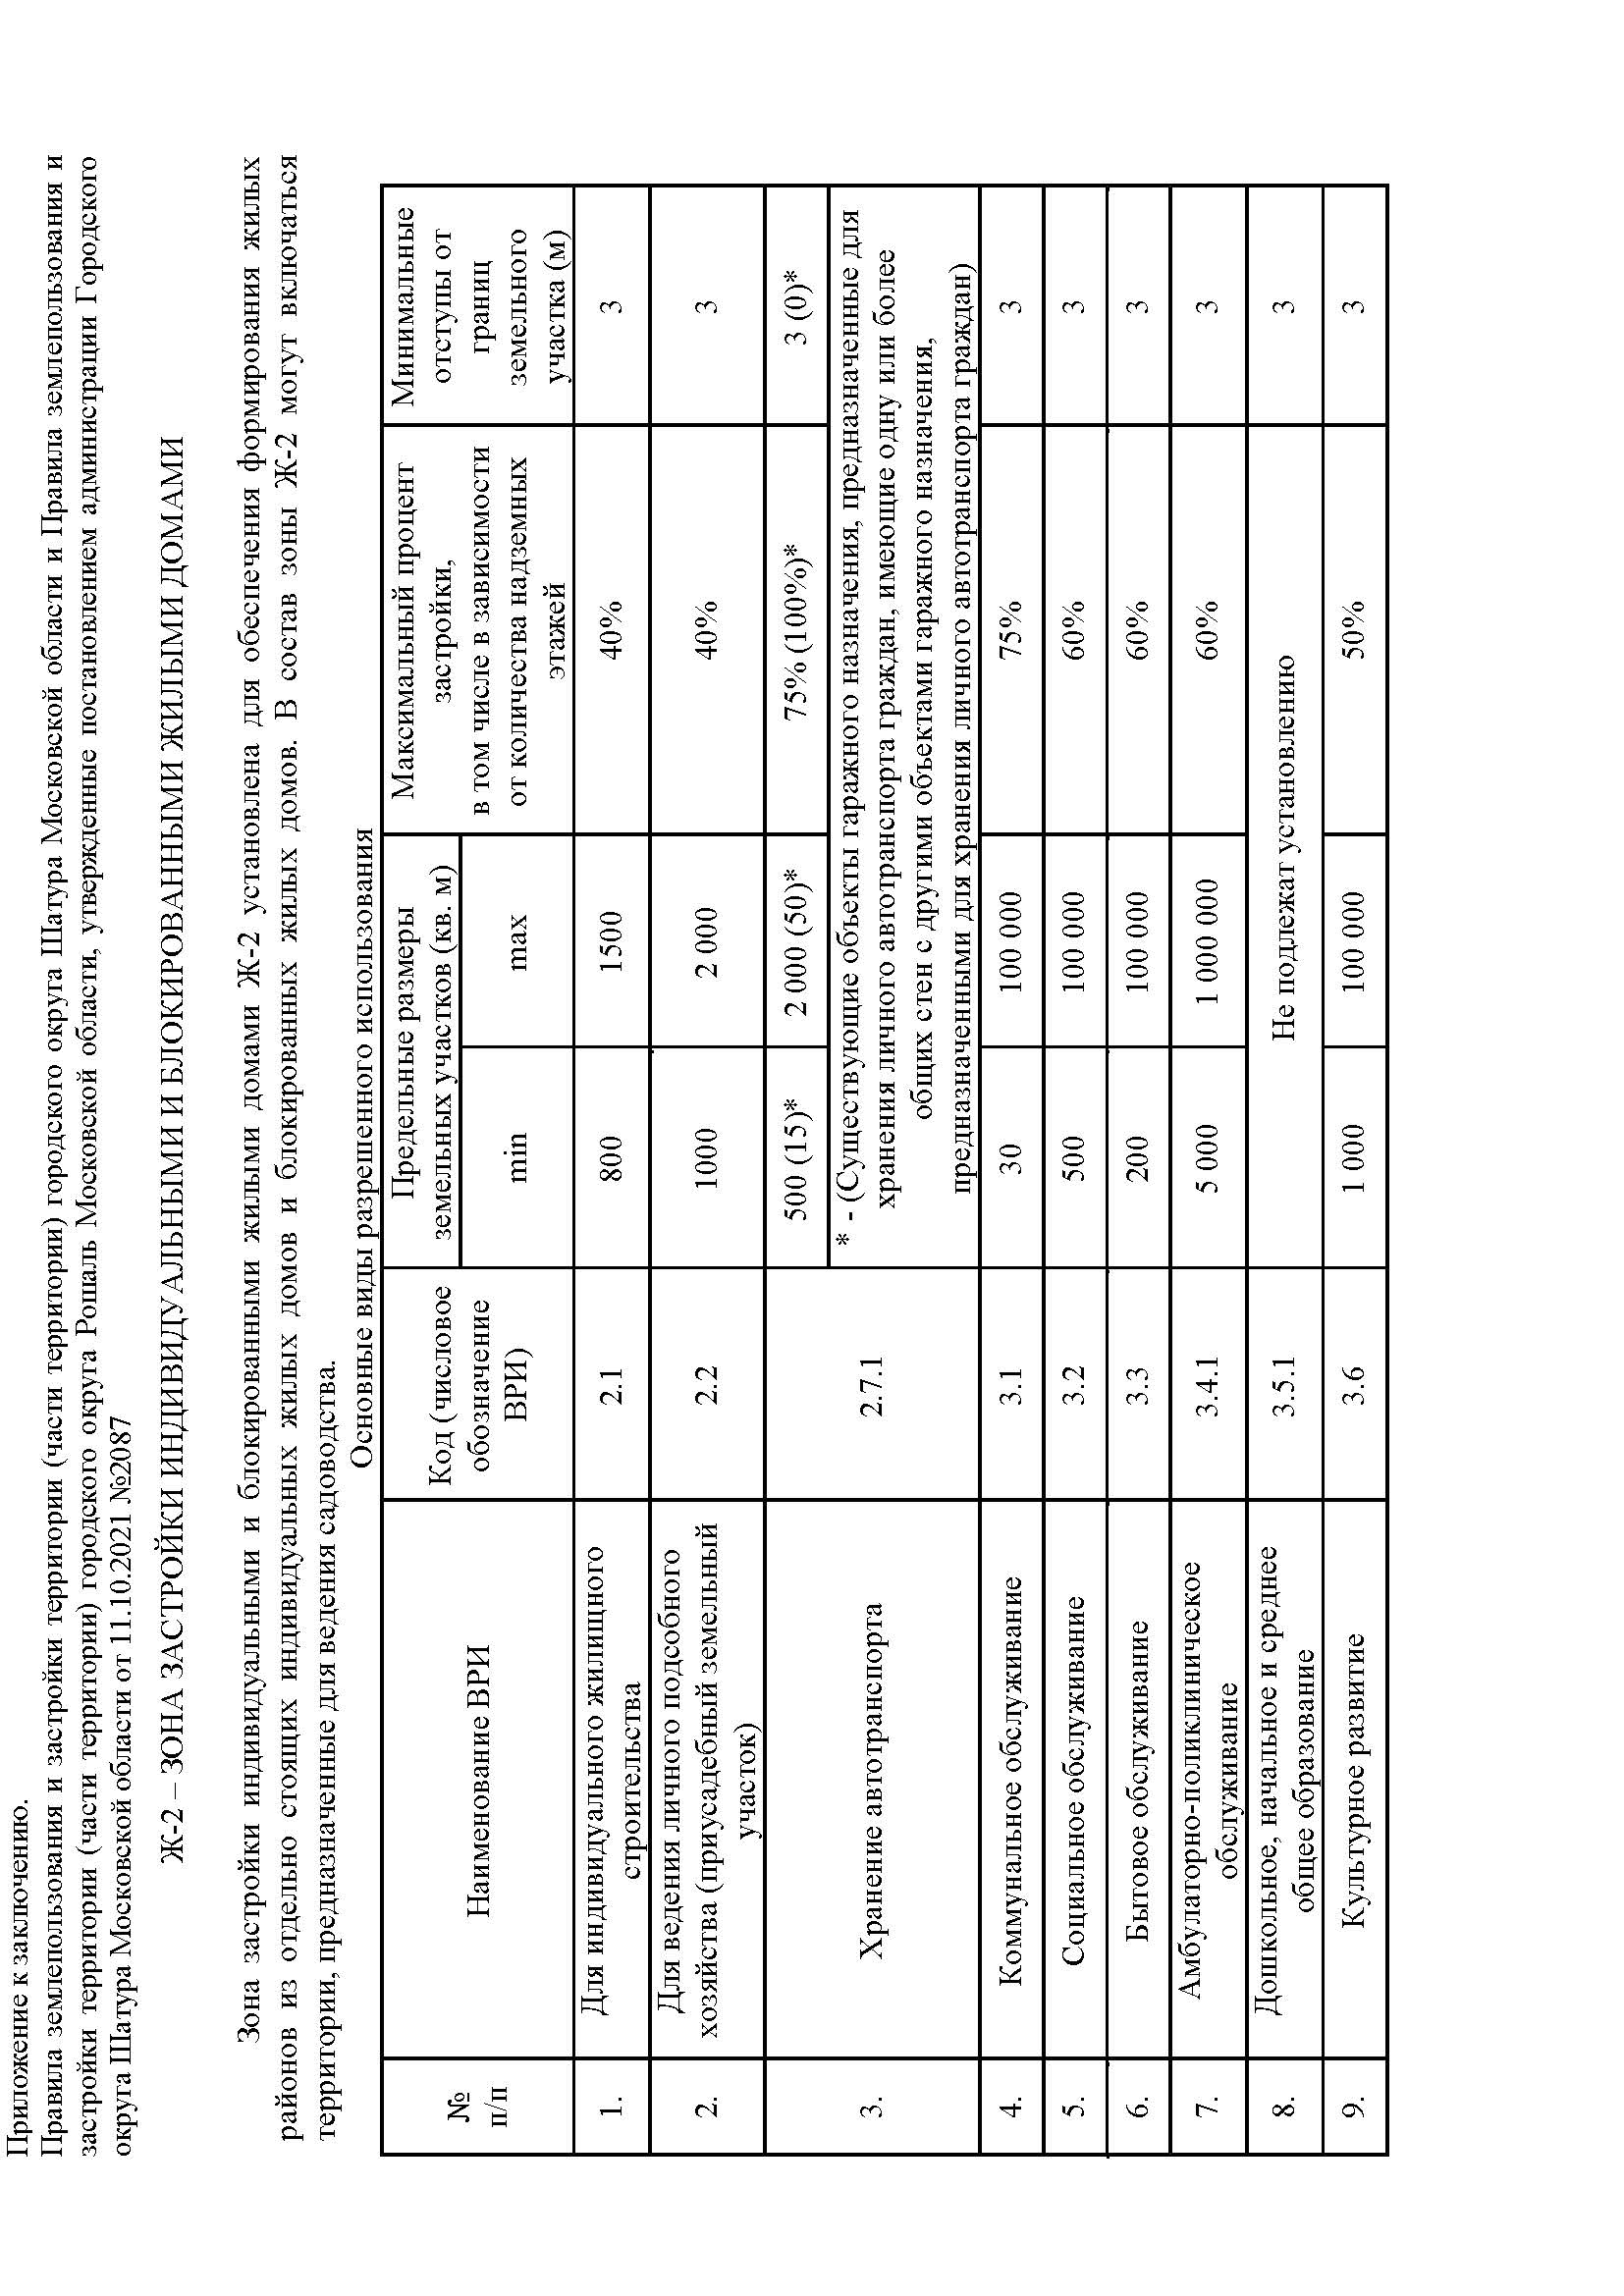 Приложение к заключению.
Правила землепользования и застройки территории (части территории) городского округа Шатура Московской области и Правила землепользования и
застройки территории (части территории) городского округа Рошаль Московской области, утвержденные постановлением администрации Городского
округа Шатура Московской области от 11.10.2021 №2087
Ж-2 – ЗОНА ЗАСТРОЙКИ ИНДИВИДУАЛЬНЫМИ И БЛОКИРОВАННЫМИ ЖИЛЫМИ ДОМАМИ
Зона застройки индивидуальными и блокированными жилыми домами Ж-2 установлена для обеспечения формирования жилых
районов из отдельно стоящих индивидуальных жилых домов и блокированных жилых домов. В состав зоны Ж-2 могут включаться
территории, предназначенные для ведения садоводства.
Основные виды разрешенного использования
№
п/п
Наименование ВРИ
Код (числовое
обозначение
ВРИ)
Предельные размеры
земельных участков (кв. м)
min
max
Максимальный процент
застройки,
в том числе в зависимости
от количества надземных
этажей
Минимальные
отступы от
границ
земельного
участка (м)
1.
Для индивидуального жилищного
строительства
2.1
800
1500
40%
3
2.
Для ведения личного подсобного
хозяйства (приусадебный земельный
участок)
2.2
1000
2 000
40%
3
3.
Хранение автотранспорта
2.7.1
500 (15)*
2 000 (50)*
75% (100%)*
3 (0)*
* - (Существующие объекты гаражного назначения, предназначенные для
хранения личного автотранспорта граждан, имеющие одну или более
общих стен с другими объектами гаражного назначения,
предназначенными для хранения личного автотранспорта граждан)
4.
Коммунальное обслуживание
3.1
30
100 000
75%
3
5.
Социальное обслуживание
3.2
500
100 000
60%
3
6.
Бытовое обслуживание
3.3
200
100 000
60%
3
7.
Амбулаторно-поликлиническое
обслуживание
3.4.1
5 000
1 000 000
60%
3
8.
Дошкольное, начальное и среднее
общее образование
3.5.1
Не подлежат установлению
3
9.
Культурное развитие
3.6
1 000
100 000
50%
3